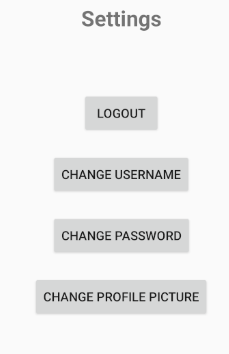 Settings
LOGOUT
CHANGE USERNAME
CHANGE PASSWORD
CHANGE PROFILE PICTURE